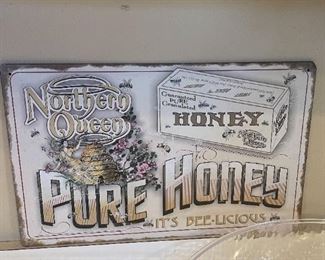 Northern
Queen
Guaranteed
PURE
Granulated
HONEY
PURE HONEY
IT'S BEE-LICIOUS